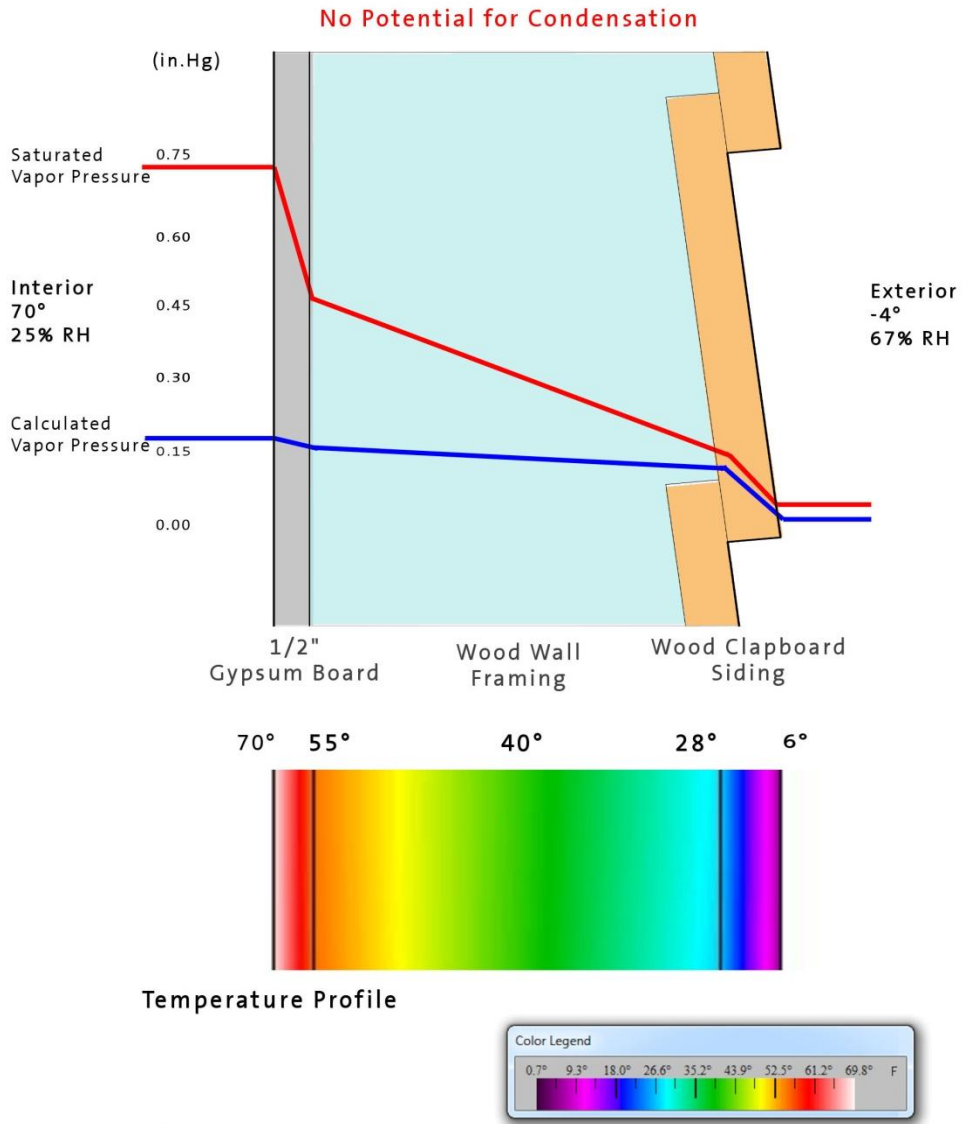 No Potential for Condensation
(in.Hg)
Saturated
Vapor Pressure
0.75
0.60
Interior
70°
25% RH
0.45
Exterior
-4°
67% RH
0.30
Calculated
Vapor Pressure
0.15
0.00
1/2"
Gypsum Board
Wood Wall
Framing
Wood Clapboard
Siding
70° 55° 40° 28° 6°
Temperature Profile
Color Legend
0.7° 9.3° 18.0° 26.6° 35.2° 43.9° 52.5° 61.2° 69.8° F